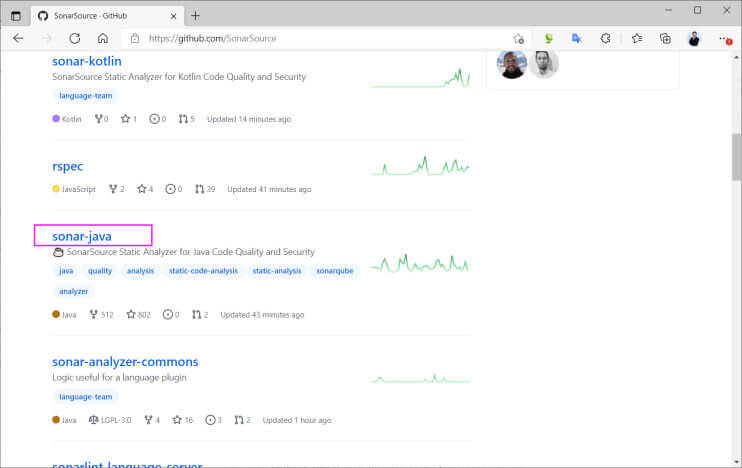 SonarSource · GitHub
https://github.com/SonarSource
sonar-kotlin
SonarSource Static Analyzer for Kotlin Code Quality and Security
language-team
Kotlin 0 1 0 5 Updated 14 minutes ago
rspec
JavaScript 2 4 0 39 Updated 41 minutes ago
sonar-java
SonarSource Static Analyzer for Java Code Quality and Security
java quality analysis static-code-analysis static-analysis sonarqube
analyzer
Java 512 802 0 2 Updated 43 minutes ago
sonar-analyzer-commons
Logic useful for a language plugin
language-team
Java LGPL-3.0 4 16 3 2 Updated 1 hour ago
sonarlint-language-server